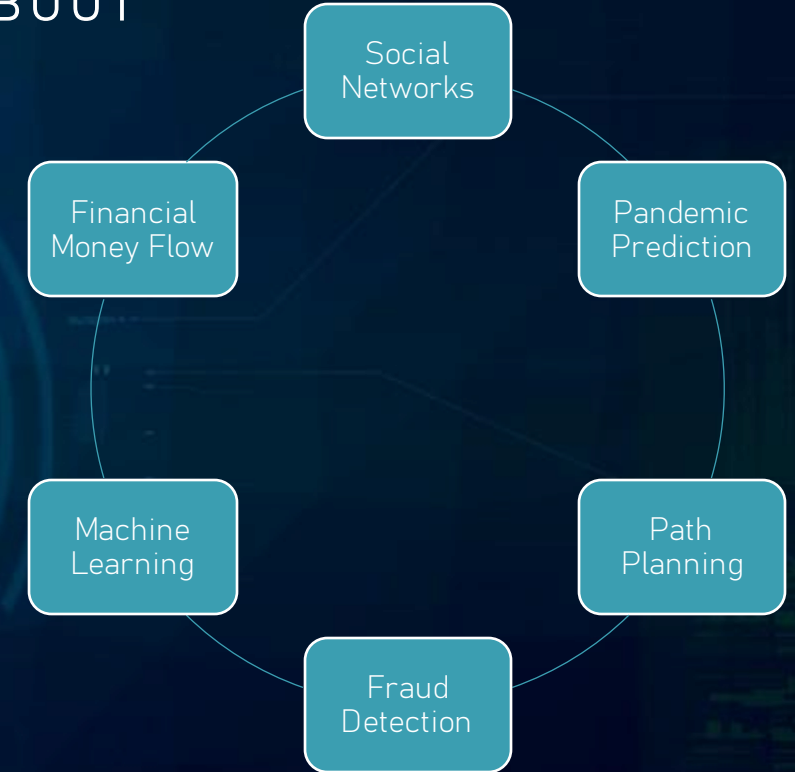 Social
Networks
Pandemic
Prediction
Path
Planning
Fraud
Detection
Machine
Learning
Financial
Money Flow